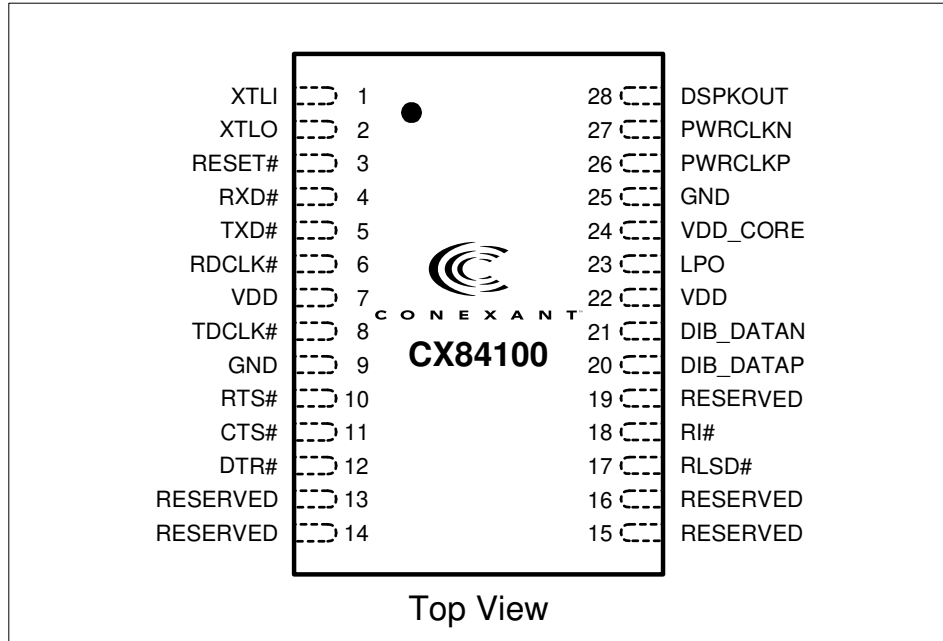 XTLI 1 28 DSPKOUT
XTLO 2 27 PWRCLKN
RESET# 3 26 PWRCLKP
RXD# 4 25 GND
TXD# 5 24 VDD_CORE
RDCLK# 6 23 LPO
VDD 7 22 VDD
CONEXANT™
TDCLK# 8 21 DIB_DATAN
CX84100
GND 9 20 DIB_DATAP
RTS# 10 19 RESERVED
CTS# 11 18 RI#
DTR# 12 17 RLSD#
RESERVED 13 16 RESERVED
RESERVED 14 15 RESERVED
Top View